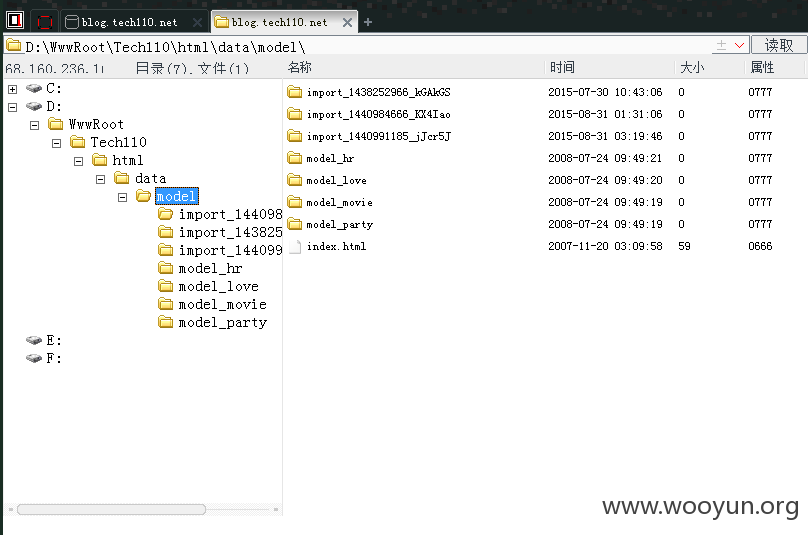 blog.tech110.net
blog.tech110.net
D:\WwwRoot\Tech110\html\data\model\
读取
目录(7),文件(1)
名称 时间 大小 属性
C:
D:
WwwRoot
Tech110
html
data
model
import_144098
import_143825
import_144099
model_hr
model_love
model_movie
model_party
E:
F:
import_1438252966_kGAkGS 2015-07-30 10:43:06 0 0777
import_1440984666_KX4Iao 2015-08-31 01:31:06 0 0777
import_1440991185_jJcr5J 2015-08-31 03:19:46 0 0777
model_hr 2008-07-24 09:49:21 0 0777
model_love 2008-07-24 09:49:20 0 0777
model_movie 2008-07-24 09:49:19 0 0777
model_party 2008-07-24 09:49:19 0 0777
index.html 2007-11-20 03:09:58 59 0666
www.wooyun.org